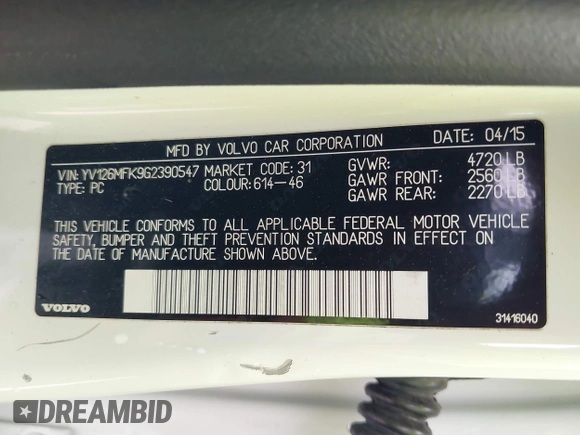 MFD BY VOLVO CAR CORPORATION DATE: 04/15
VIN: YV126MFK9G2390547 MARKET CODE: 31 GVWR: 4720 LB
TYPE: PC COLOUR: 614-46 GAWR FRONT: 2560 LB
GAWR REAR: 2270 LB
THIS VEHICLE CONFORMS TO ALL APPLICABLE FEDERAL MOTOR VEHICLE
SAFETY, BUMPER AND THEFT PREVENTION STANDARDS IN EFFECT ON
THE DATE OF MANUFACTURE SHOWN ABOVE.
VOLVO 31416040
DREAMBID